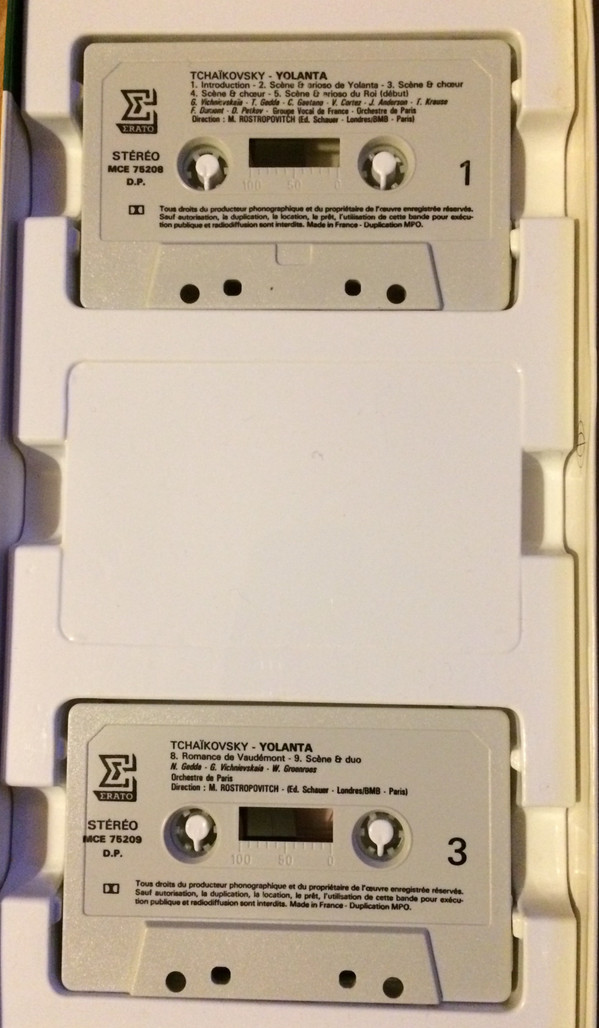 TCHAÏKOVSKY - YOLANTA
1. Introduction - 2. Scène & arioso de Yolanta - 3. Scène & chœur
4. Scène & chœur - 5. Scène & arioso du Roi (début)
G. Vichnievskaïa - T. Gedda - C. Gaetano - V. Cortez - J. Anderson - T. Krause
F. Dumont - D. Petkov - Groupe Vocal de France - Orchestre de Paris
Direction : M. ROSTROPOVITCH (Ed. Schauer - Londres/BMB - Paris)
ERATO
STÉRÉO
MCE 75208
D.P.
100 50 0
1
Tous droits du producteur phonographique et du propriétaire de l'œuvre enregistrée réservés.
Sauf autorisation, la duplication, la location, le prêt, l'utilisation de cette bande pour exécu-
tion publique et radiodiffusion sont interdits. Made in France - Duplication MPO.
TCHAÏKOVSKY - YOLANTA
8. Romance de Vaudémont - 9. Scène & duo
N. Gedda - G. Vichnievskaia - W. Groenroos
Orchestre de Paris
Direction : M. ROSTROPOVITCH - (Ed. Schauer - Londres/BMB - Paris)
ERATO
STÉRÉO
MCE 75209
D.P.
100 50 0
3
Tous droits du producteur phonographique et du propriétaire de l'œuvre enregistrée réservés.
Sauf autorisation, la duplication, la location, le prêt, l'utilisation de cette bande pour exécu-
tion publique et radiodiffusion sont interdits. Made in France - Duplication MPO.